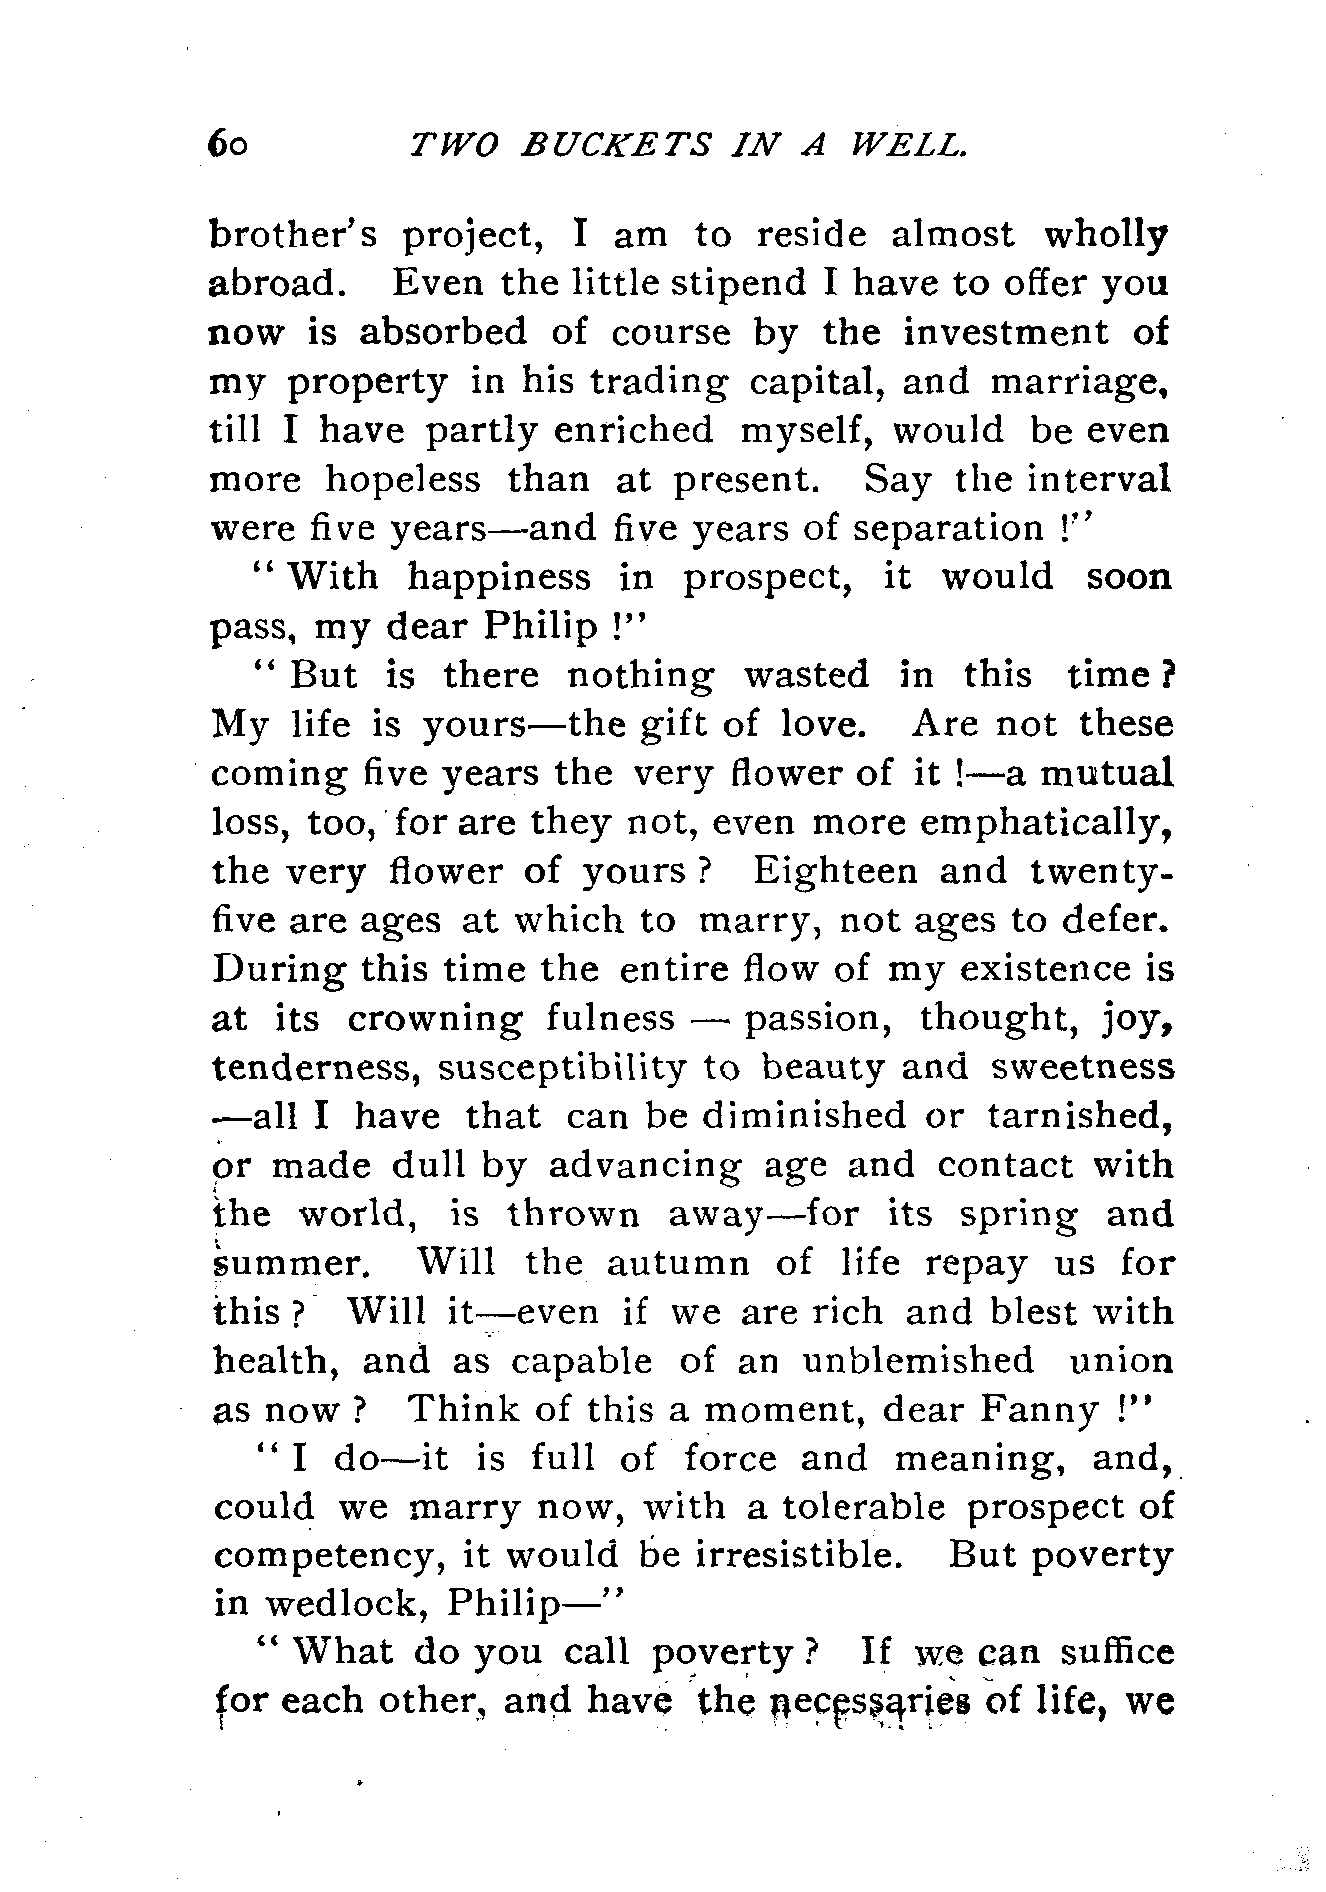 60 TWO BUCKETS IN A WELL.
brother's project, I am to reside almost wholly
abroad. Even the little stipend I have to offer you
now is absorbed of course by the investment of
my property in his trading capital, and marriage,
till I have partly enriched myself, would be even
more hopeless than at present. Say the interval
were five years—and five years of separation !"
" With happiness in prospect, it would soon
pass, my dear Philip !"
" But is there nothing wasted in this time ?
My life is yours—the gift of love. Are not these
coming five years the very flower of it !—a mutual
loss, too, for are they not, even more emphatically,
the very flower of yours ? Eighteen and twenty-
five are ages at which to marry, not ages to defer.
During this time the entire flow of my existence is
at its crowning fulness — passion, thought, joy,
tenderness, susceptibility to beauty and sweetness
—all I have that can be diminished or tarnished,
or made dull by advancing age and contact with
the world, is thrown away—for its spring and
summer. Will the autumn of life repay us for
this ? Will it—even if we are rich and blest with
health, and as capable of an unblemished union
as now ? Think of this a moment, dear Fanny !"
" I do—it is full of force and meaning, and,
could we marry now, with a tolerable prospect of
competency, it would be irresistible. But poverty
in wedlock, Philip—"
" What do you call poverty ? If we can suffice
for each other, and have the necessaries of life, we